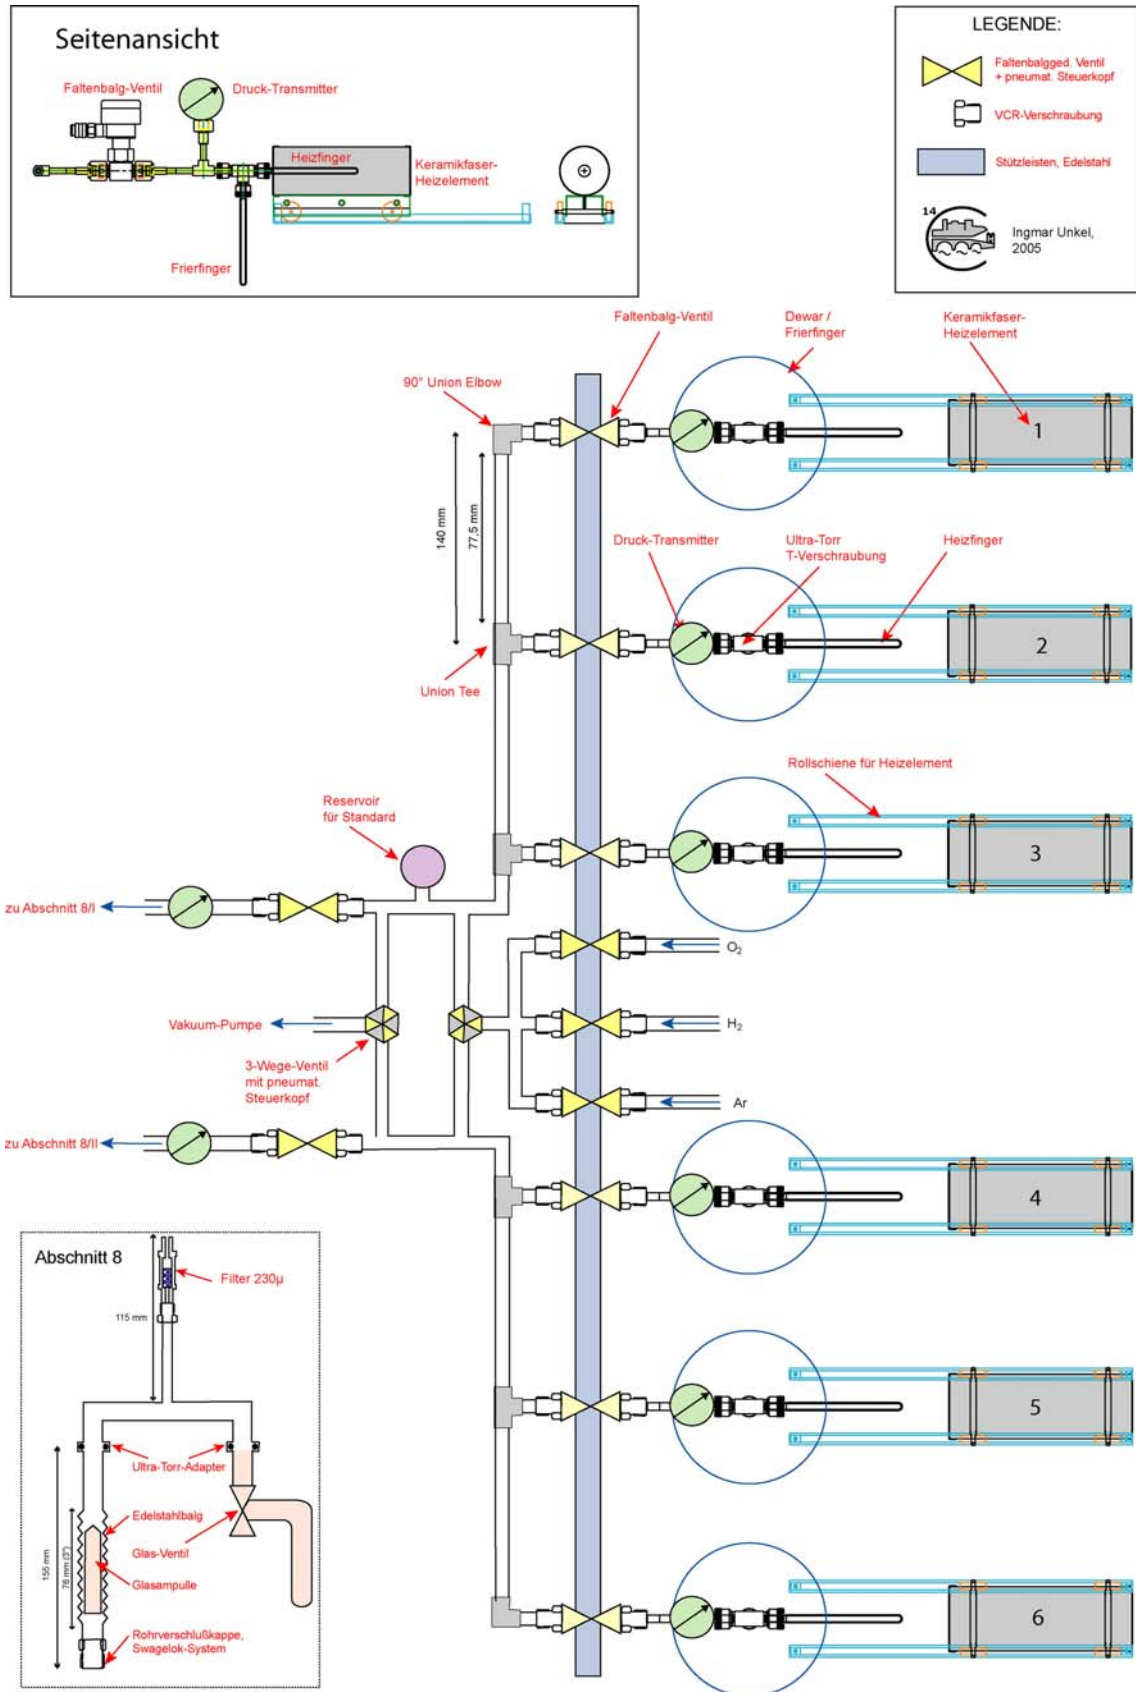 Seitenansicht
Faltenbalg-Ventil
Druck-Transmitter
Heizfinger
Keramikfaser-
Heizelement
Frierfinger
LEGENDE:
Faltenbalgged. Ventil
+ pneumat. Steuerkopf
VCR-Verschraubung
Stützleisten, Edelstahl
14
Ingmar Unkel,
2005
Faltenbalg-Ventil
Dewar /
Frierfinger
Keramikfaser-
Heizelement
90° Union Elbow
1
140 mm
77,5 mm
Druck-Transmitter
Ultra-Torr
T-Verschraubung
Heizfinger
2
Union Tee
Rollschiene für Heizelement
Reservoir
für Standard
3
zu Abschnitt 8/I
O₂
Vakuum-Pumpe
H₂
3-Wege-Ventil
mit pneumat.
Steuerkopf
Ar
zu Abschnitt 8/II
4
Abschnitt 8
Filter 230µ
115 mm
5
Ultra-Torr-Adapter
Edelstahlbalg
155 mm
76 mm (3")
Glas-Ventil
Glasampulle
Rohrverschlußkappe,
Swagelok-System
6